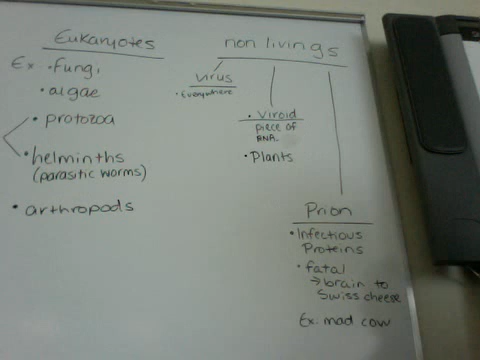 Eukaryotes
Ex • fungi
• algae
• protozoa
• helminths
(parasitic worms)
• arthropods
non livings
virus
• Everywhere
• Viroid
piece of
RNA.
• Plants
Prion
• Infectious
Proteins
• fatal
→ brain to
Swiss cheese
Ex. mad cow